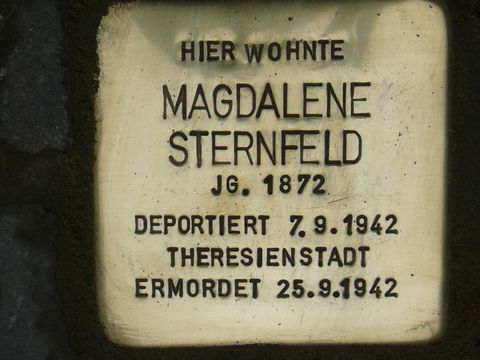 HIER WOHNTE
MAGDALENE
STERNFELD
JG. 1872
DEPORTIERT 7.9.1942
THERESIENSTADT
ERMORDET 25.9.1942